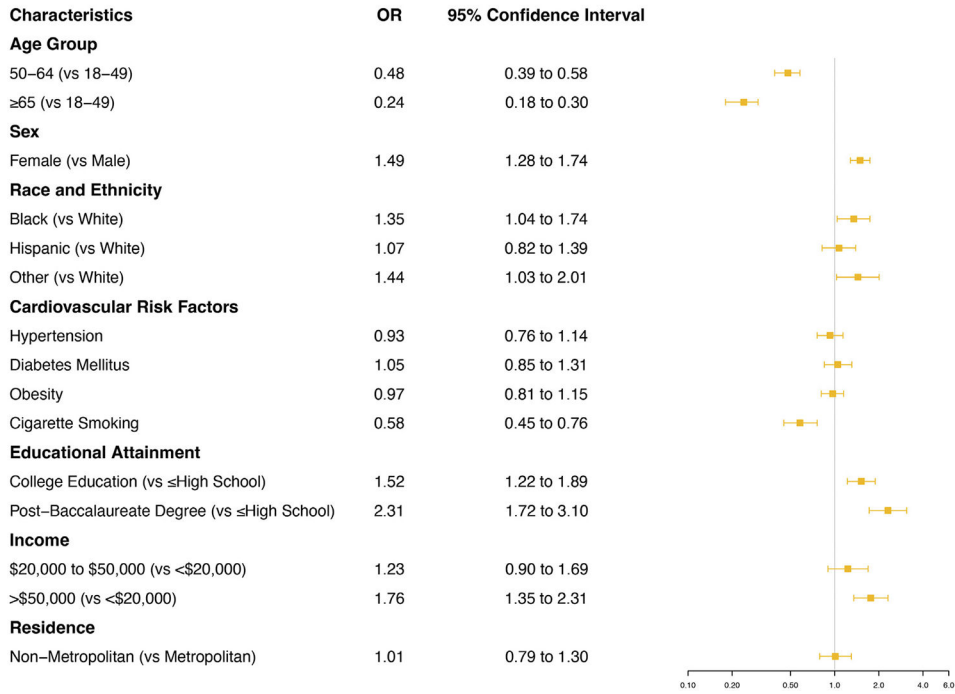 Characteristics OR 95% Confidence Interval
Age Group
50–64 (vs 18–49) 0.48 0.39 to 0.58
≥65 (vs 18–49) 0.24 0.18 to 0.30
Sex
Female (vs Male) 1.49 1.28 to 1.74
Race and Ethnicity
Black (vs White) 1.35 1.04 to 1.74
Hispanic (vs White) 1.07 0.82 to 1.39
Other (vs White) 1.44 1.03 to 2.01
Cardiovascular Risk Factors
Hypertension 0.93 0.76 to 1.14
Diabetes Mellitus 1.05 0.85 to 1.31
Obesity 0.97 0.81 to 1.15
Cigarette Smoking 0.58 0.45 to 0.76
Educational Attainment
College Education (vs ≤High School) 1.52 1.22 to 1.89
Post–Baccalaureate Degree (vs ≤High School) 2.31 1.72 to 3.10
Income
$20,000 to $50,000 (vs <$20,000) 1.23 0.90 to 1.69
>$50,000 (vs <$20,000) 1.76 1.35 to 2.31
Residence
Non–Metropolitan (vs Metropolitan) 1.01 0.79 to 1.30
0.10 0.20 0.50 1.0 2.0 4.0 6.0